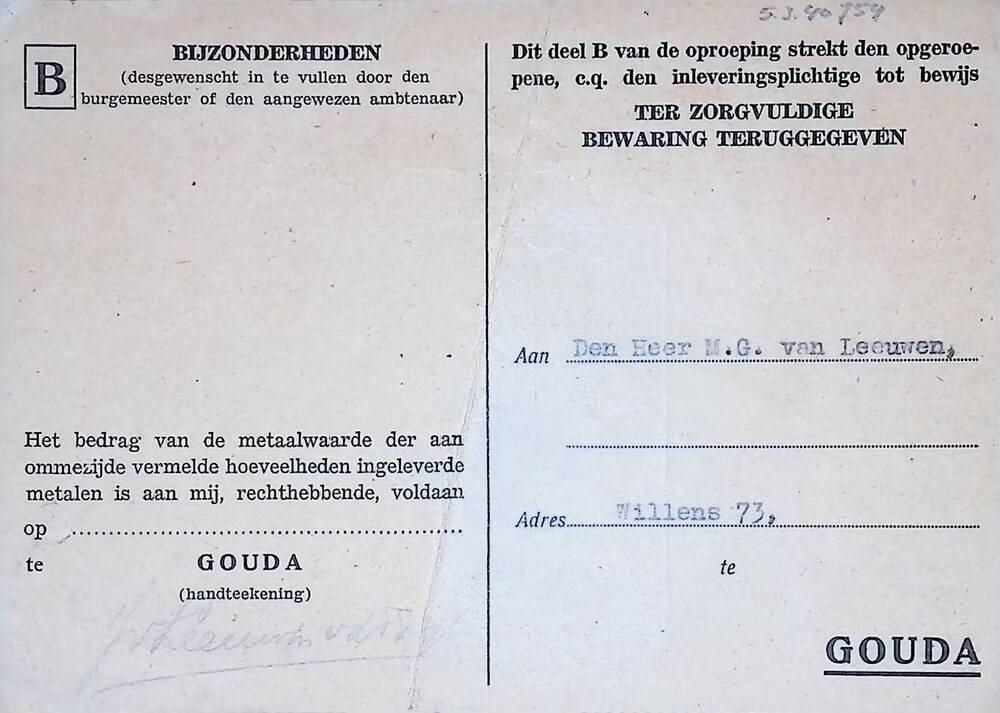 B
BIJZONDERHEDEN
(desgewenscht in te vullen door den
burgemeester of den aangewezen ambtenaar)
Het bedrag van de metaalwaarde der aan
ommezijde vermelde hoeveelheden ingeleverde
metalen is aan mij, rechthebbende, voldaan
op
te GOUDA
(handteekening)
5.3.40 754
Dit deel B van de oproeping strekt den opgeroe-
pene, c.q. den inleveringsplichtige tot bewijs
TER ZORGVULDIGE
BEWARING TERUGGEGEVEN
Aan Den Heer M.G. van Leeuwen,
Adres Willens 73,
te
GOUDA